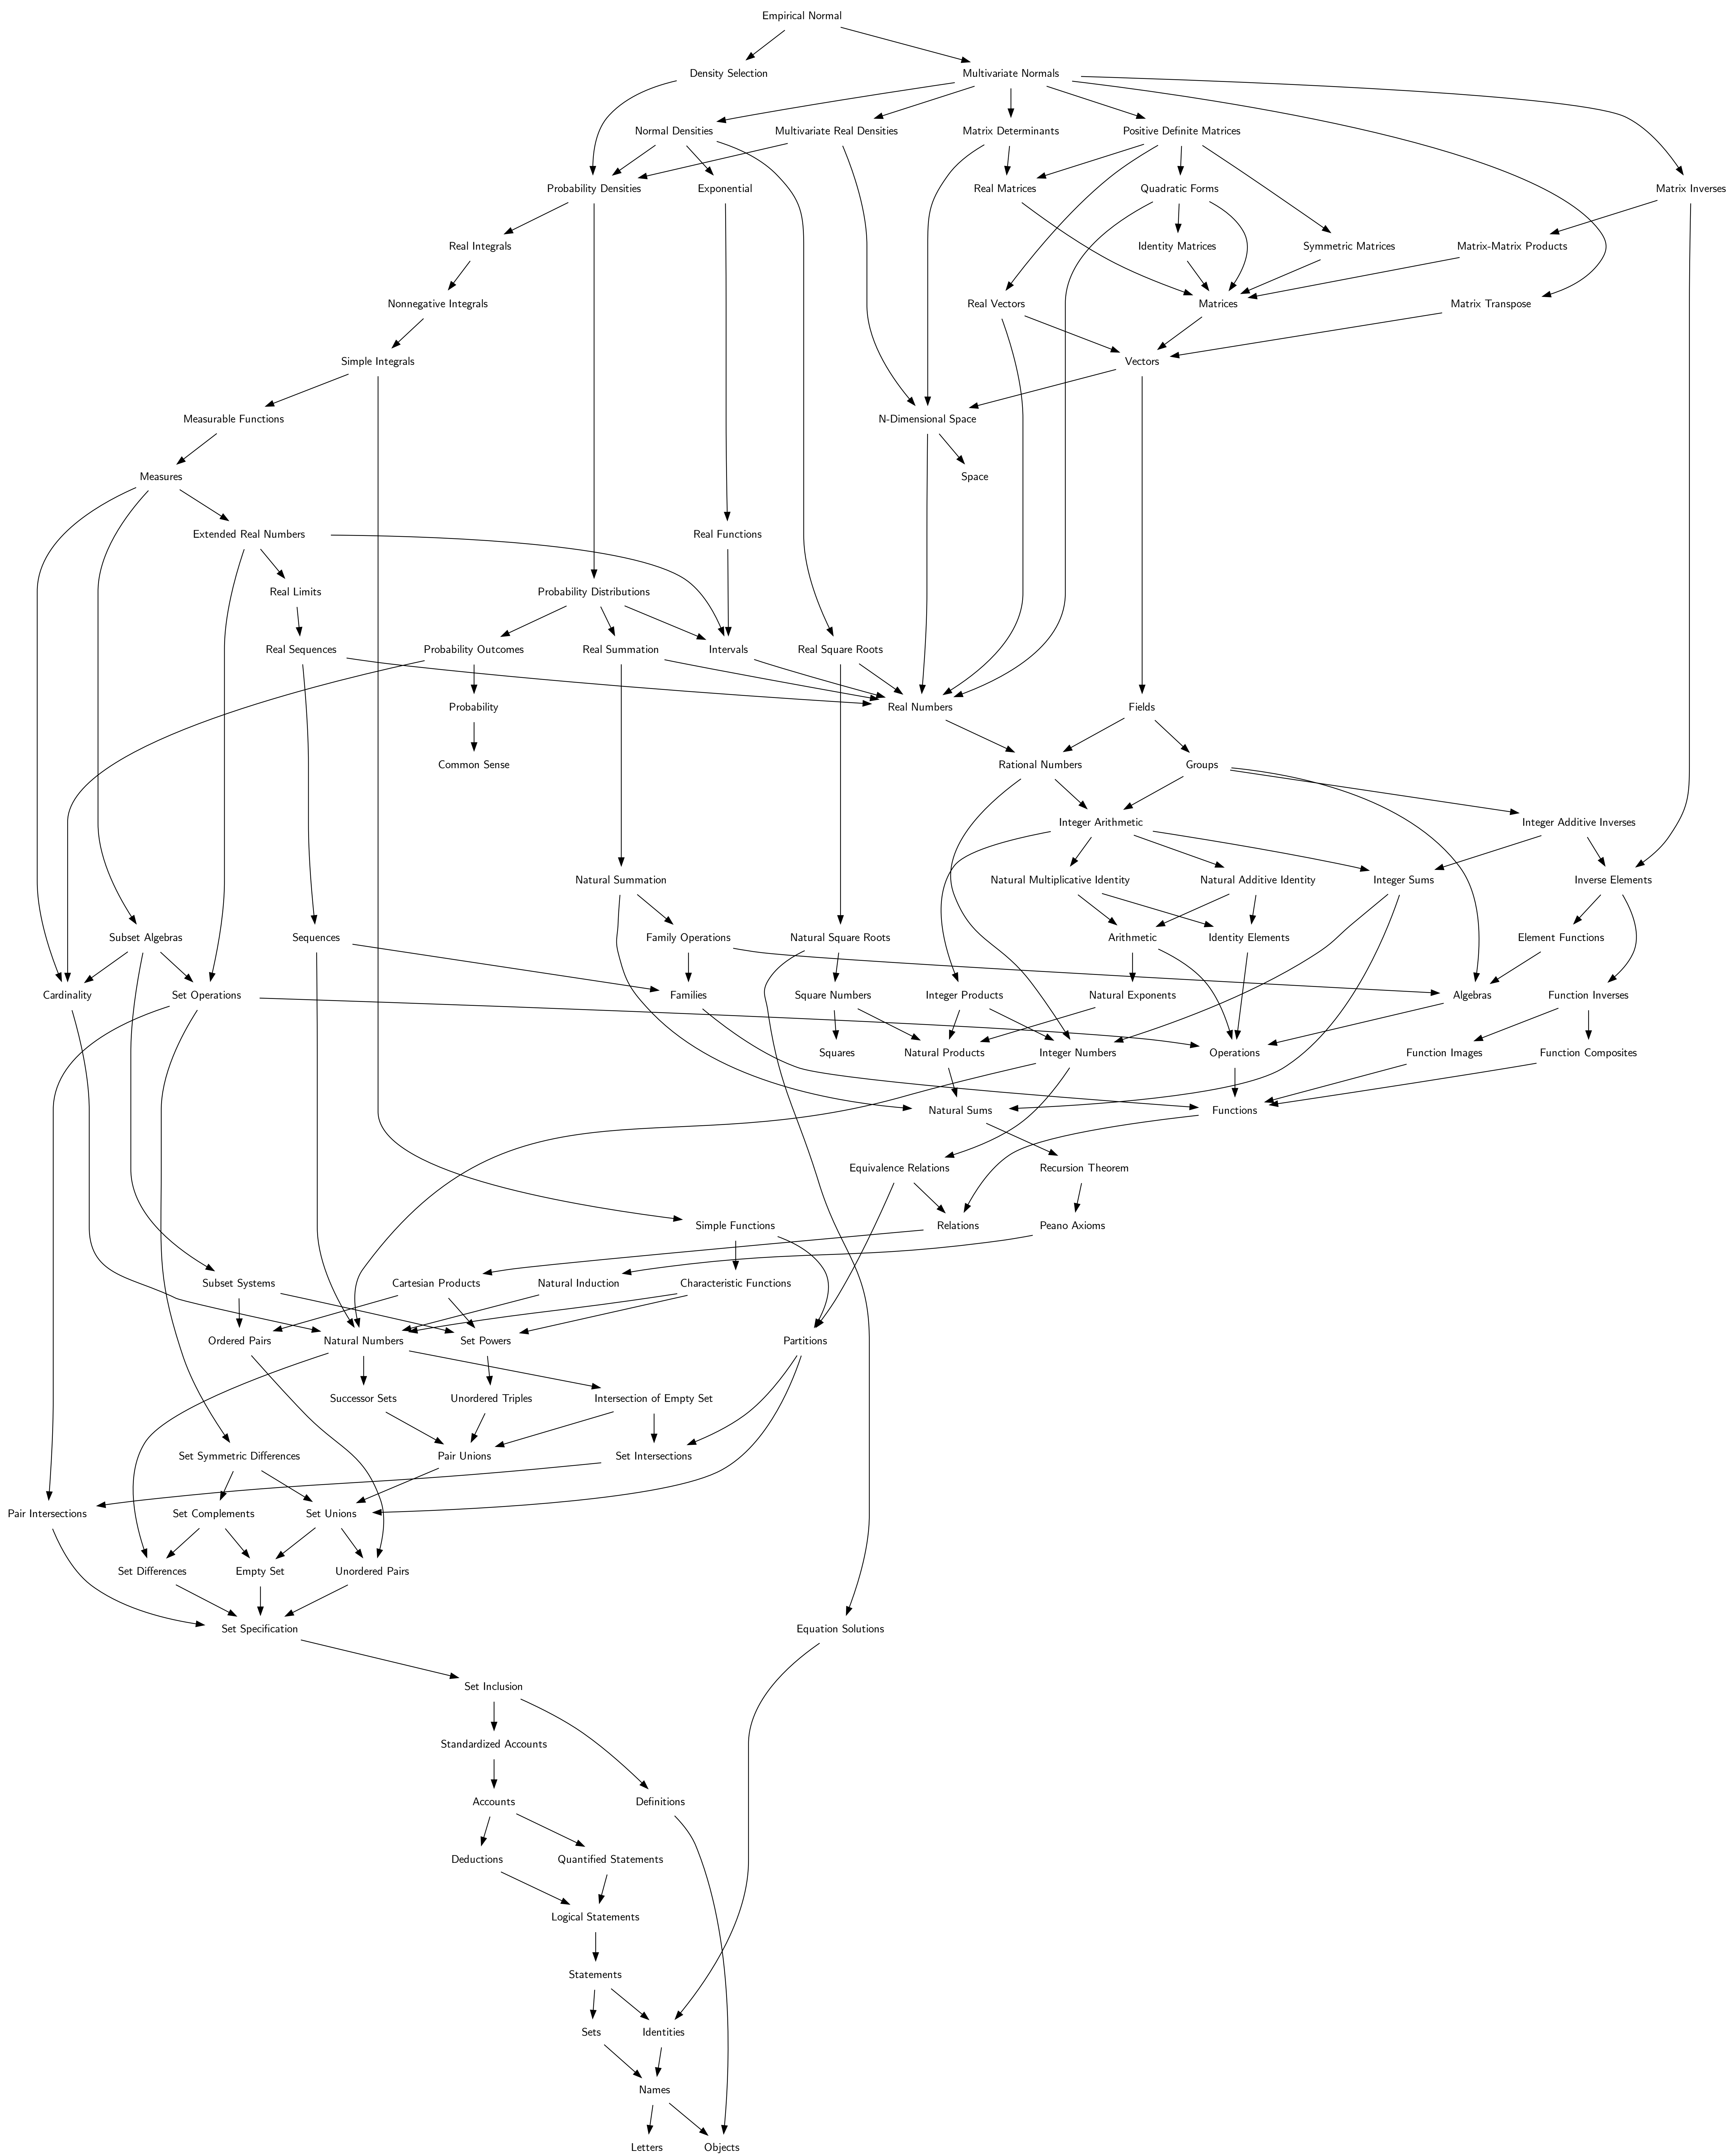 Empirical Normal
Density Selection
Multivariate Normals
Normal Densities
Multivariate Real Densities
Matrix Determinants
Positive Definite Matrices
Probability Densities
Exponential
Real Matrices
Quadratic Forms
Matrix Inverses
Real Integrals
Identity Matrices
Symmetric Matrices
Matrix-Matrix Products
Nonnegative Integrals
Real Vectors
Matrices
Matrix Transpose
Simple Integrals
Vectors
Measurable Functions
N-Dimensional Space
Measures
Space
Extended Real Numbers
Real Functions
Real Limits
Probability Distributions
Real Sequences
Probability Outcomes
Real Summation
Intervals
Real Square Roots
Probability
Real Numbers
Fields
Common Sense
Rational Numbers
Groups
Integer Arithmetic
Integer Additive Inverses
Natural Summation
Natural Multiplicative Identity
Natural Additive Identity
Integer Sums
Inverse Elements
Subset Algebras
Sequences
Family Operations
Natural Square Roots
Arithmetic
Identity Elements
Element Functions
Cardinality
Set Operations
Families
Square Numbers
Integer Products
Natural Exponents
Algebras
Function Inverses
Squares
Natural Products
Integer Numbers
Operations
Function Images
Function Composites
Natural Sums
Functions
Equivalence Relations
Recursion Theorem
Simple Functions
Relations
Peano Axioms
Subset Systems
Cartesian Products
Natural Induction
Characteristic Functions
Ordered Pairs
Natural Numbers
Set Powers
Partitions
Successor Sets
Unordered Triples
Intersection of Empty Set
Set Symmetric Differences
Pair Unions
Set Intersections
Pair Intersections
Set Complements
Set Unions
Set Differences
Empty Set
Unordered Pairs
Set Specification
Equation Solutions
Set Inclusion
Standardized Accounts
Accounts
Definitions
Deductions
Quantified Statements
Logical Statements
Statements
Sets
Identities
Names
Letters
Objects